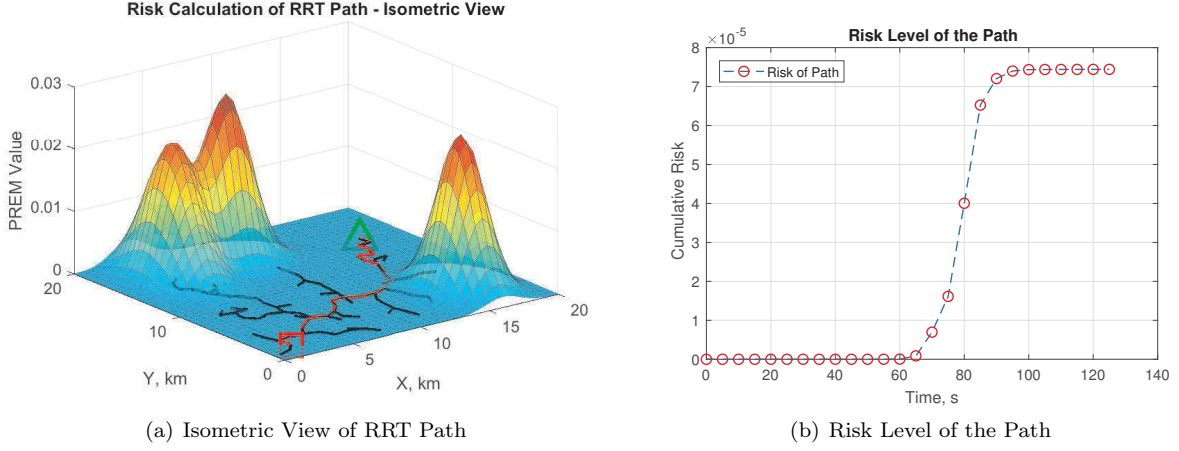 Risk Calculation of RRT Path - Isometric View
0.03
0.02
0.01
0
PREM Value
20
10
0
Y, km
0
5
10
15
20
X, km
(a) Isometric View of RRT Path
Risk Level of the Path
×10⁻⁵
8
7
6
5
4
3
2
1
0
Cumulative Risk
Risk of Path
0 20 40 60 80 100 120 140
Time, s
(b) Risk Level of the Path